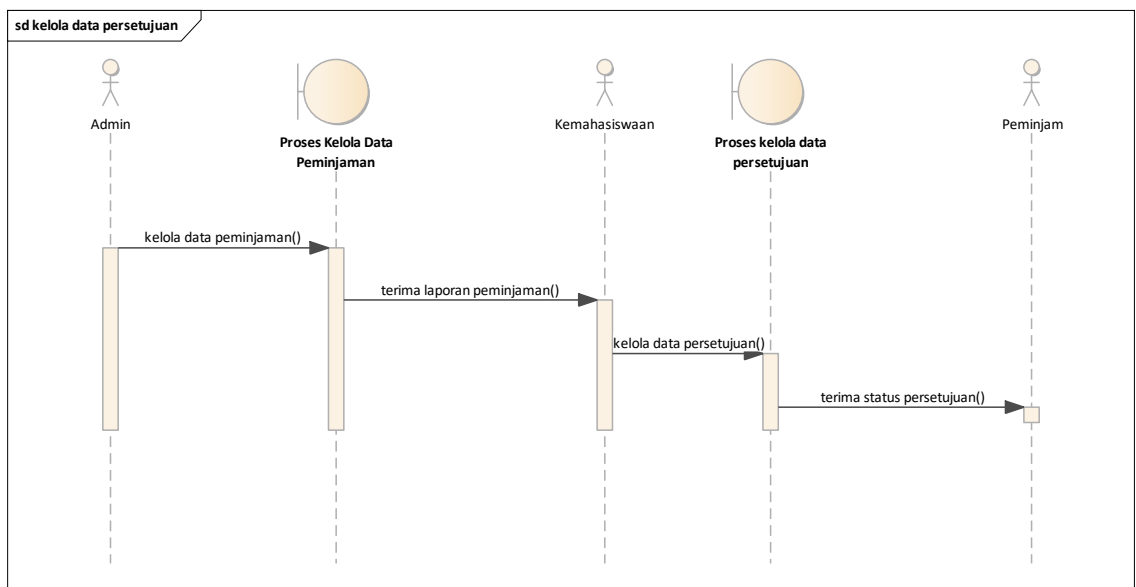 sd kelola data persetujuan
Admin
Proses Kelola Data
Peminjaman
Kemahasiswaan
Proses kelola data
persetujuan
Peminjam
kelola data peminjaman()
terima laporan peminjaman()
kelola data persetujuan()
terima status persetujuan()